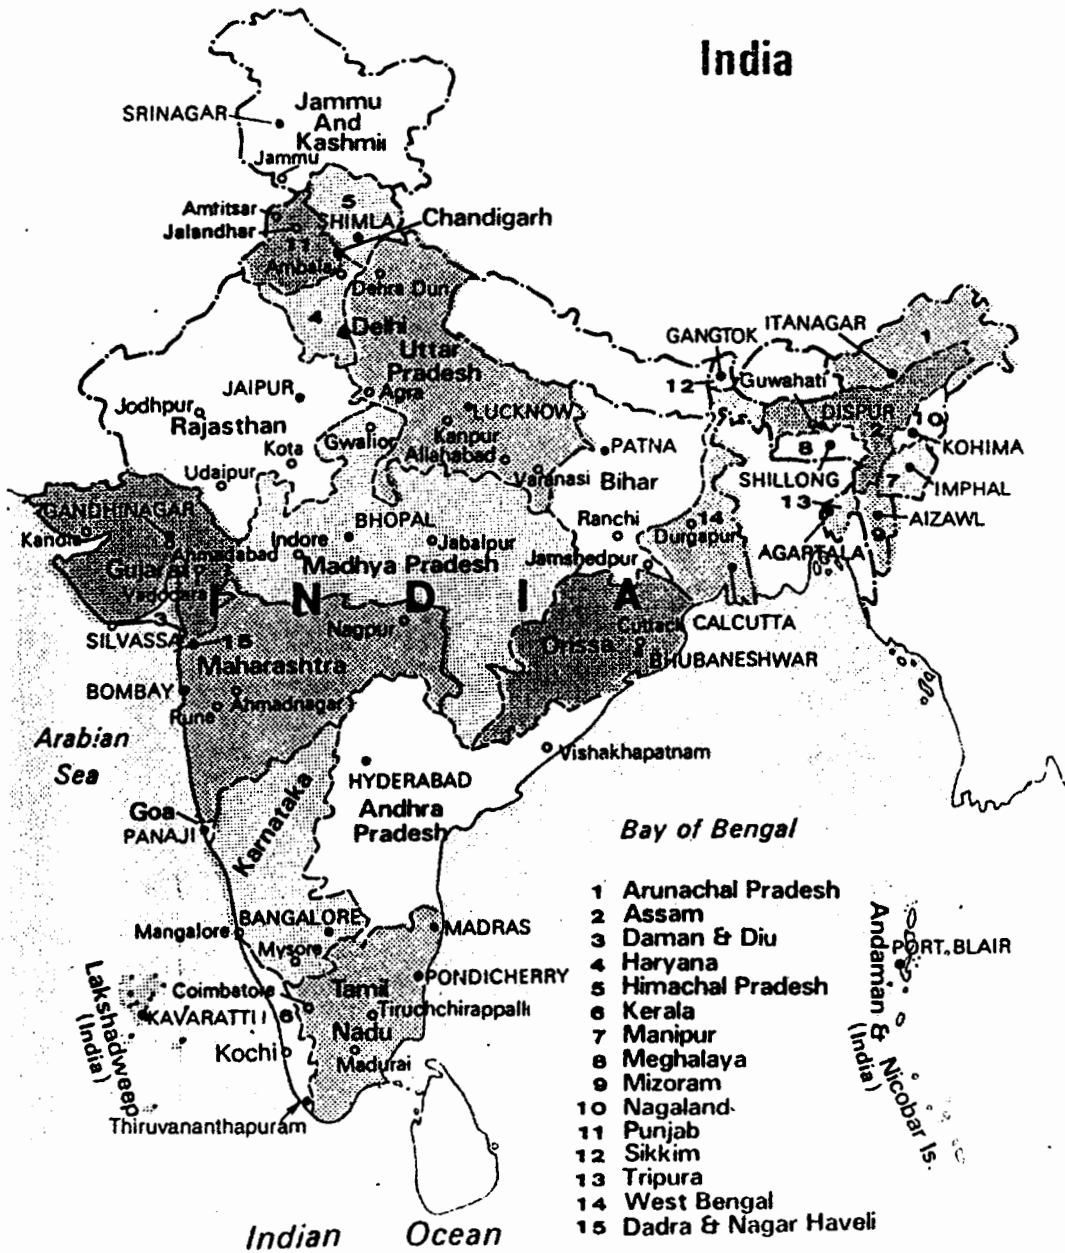 India
SRINAGAR
Jammu
And
Kashmir
Jammu
5
Amritsar
SHIMLA
Chandigarh
Jalandhar
11
Ambala
Dehra Dun
4
Delhi
Uttar
Pradesh
GANGTOK
ITANAGAR
1
12
Guwahati
JAIPUR
Agra
Jodhpur
Rajasthan
LUCKNOW
DISPUR
10
Gwalior
Kanpur
2
KOHIMA
Kota
Allahabad
PATNA
8
Udaipur
Varanasi
Bihar
SHILLONG
7
IMPHAL
GANDHINAGAR
13
Kandla
BHOPAL
Ranchi
14
AIZAWL
Ahmadabad
Indore
Jabalpur
Durgapur
AGARTALA
9
Gujarat
Madhya Pradesh
Jamshedpur
Vadodara
I N D I A
3
Nagpur
Cuttack
CALCUTTA
SILVASSA
15
Orissa
Maharashtra
BHUBANESHWAR
BOMBAY
Pune
Ahmadnagar
Arabian
Sea
Vishakhapatnam
HYDERABAD
Karnataka
Andhra
Pradesh
Goa
PANAJI
Bay of Bengal
BANGALORE
MADRAS
Mangalore
Mysore
PONDICHERRY
Coimbatore
Tamil
Nadu
Tiruchchirappalli
Lakshadweep
(India)
KAVARATTI
6
Kochi
Madurai
Thiruvananthapuram
1 Arunachal Pradesh
2 Assam
3 Daman & Diu
4 Haryana
5 Himachal Pradesh
6 Kerala
7 Manipur
8 Meghalaya
9 Mizoram
10 Nagaland
11 Punjab
12 Sikkim
13 Tripura
14 West Bengal
15 Dadra & Nagar Haveli
PORT. BLAIR
Andaman & Nicobar Is.
(India)
Indian Ocean